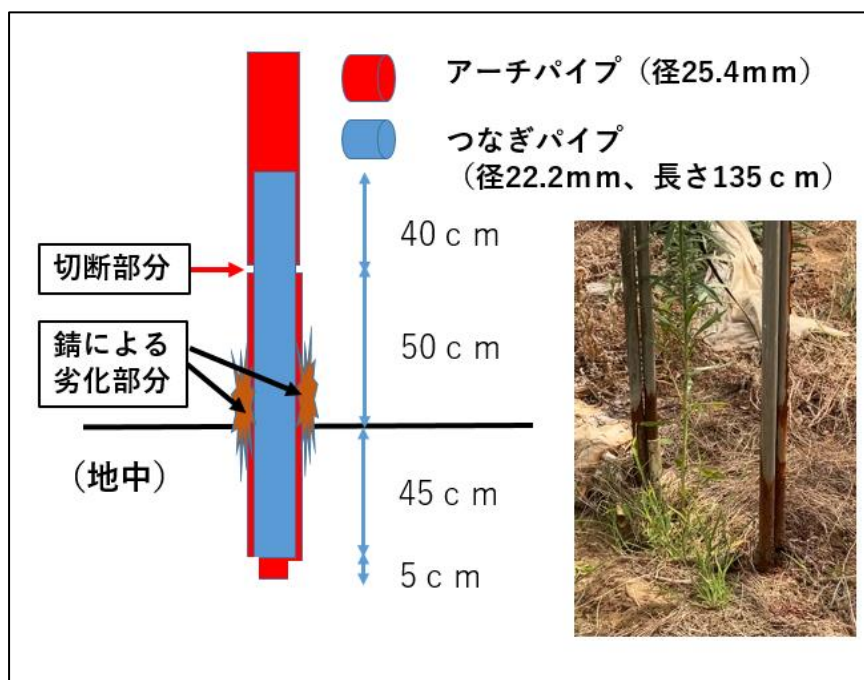 アーチパイプ（径25.4mm）
つなぎパイプ
（径22.2mm、長さ135ｃｍ）
40ｃｍ
切断部分
錆による
劣化部分
50ｃｍ
（地中）
45ｃｍ
5ｃｍ